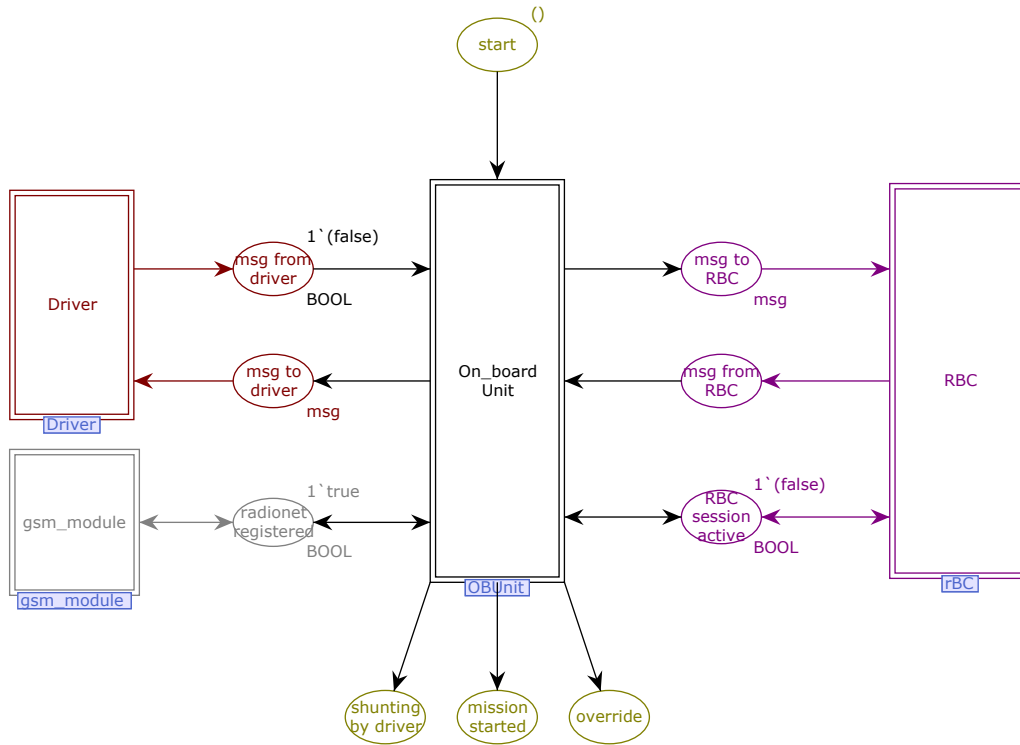 ()
start
1`(false)
msg from
driver
BOOL
Driver
msg to
driver
msg
Driver
1`true
radionet
registered
BOOL
gsm_module
gsm_module
On_board
Unit
OBUnit
msg to
RBC
msg
msg from
RBC
RBC
1`(false)
RBC
session
active
BOOL
rBC
shunting
by driver
mission
started
override